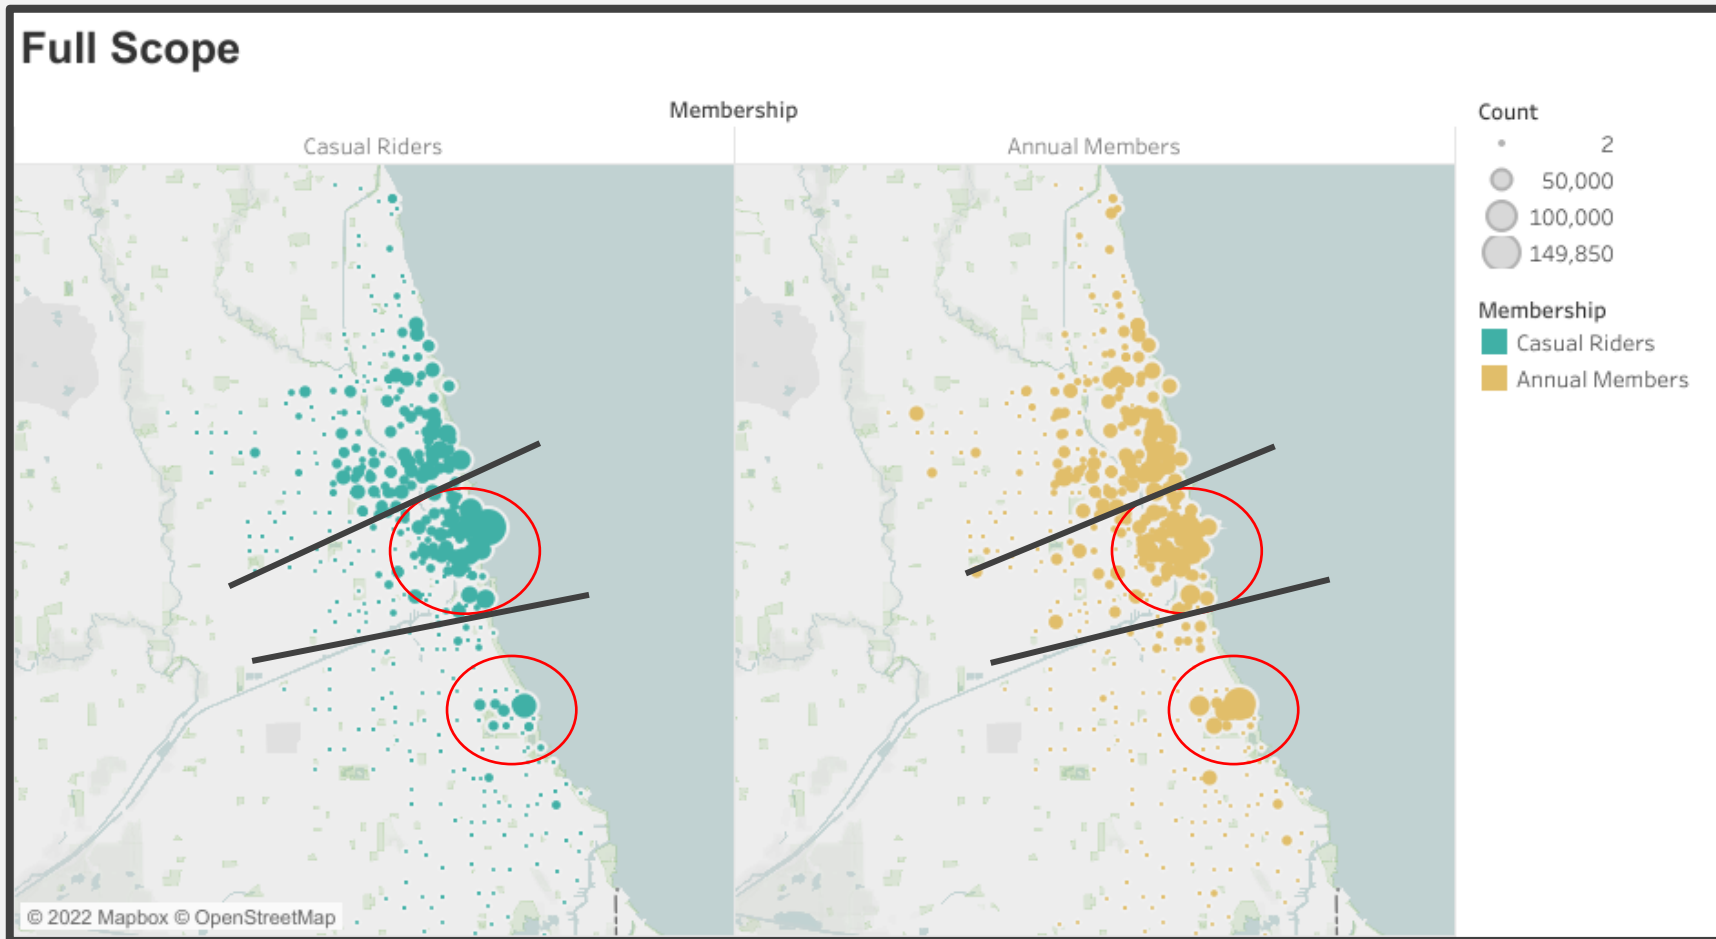 Full Scope
Membership
Casual Riders
Annual Members
Count
2
50,000
100,000
149,850
Membership
Casual Riders
Annual Members
© 2022 Mapbox © OpenStreetMap